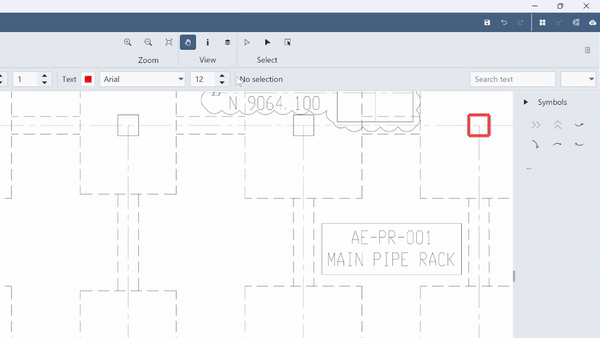 Zoom
View
Select
1
Text
Arial
12
No selection
Search text
Symbols
N 9064.100
AE-PR-001
MAIN PIPE RACK